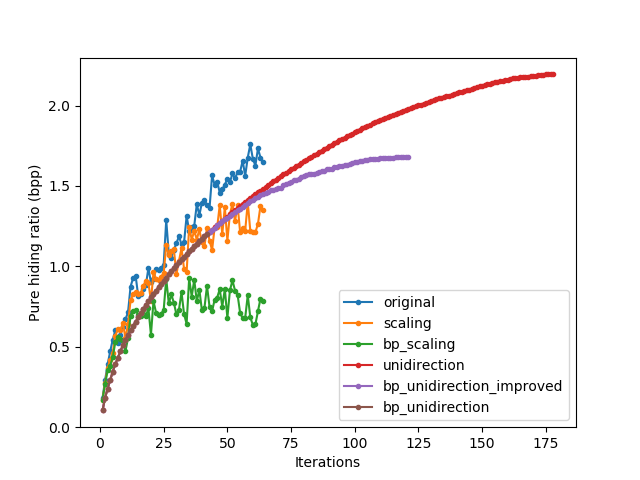 2.0
1.5
1.0
0.5
0.0
Pure hiding ratio (bpp)
original
scaling
bp_scaling
unidirection
bp_unidirection_improved
bp_unidirection
0 25 50 75 100 125 150 175
Iterations